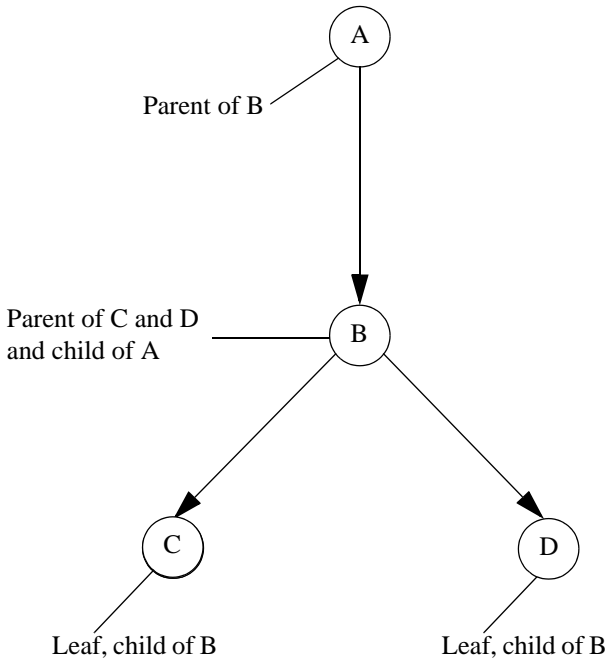 A
Parent of B
Parent of C and D
and child of A
B
C
D
Leaf, child of B
Leaf, child of B